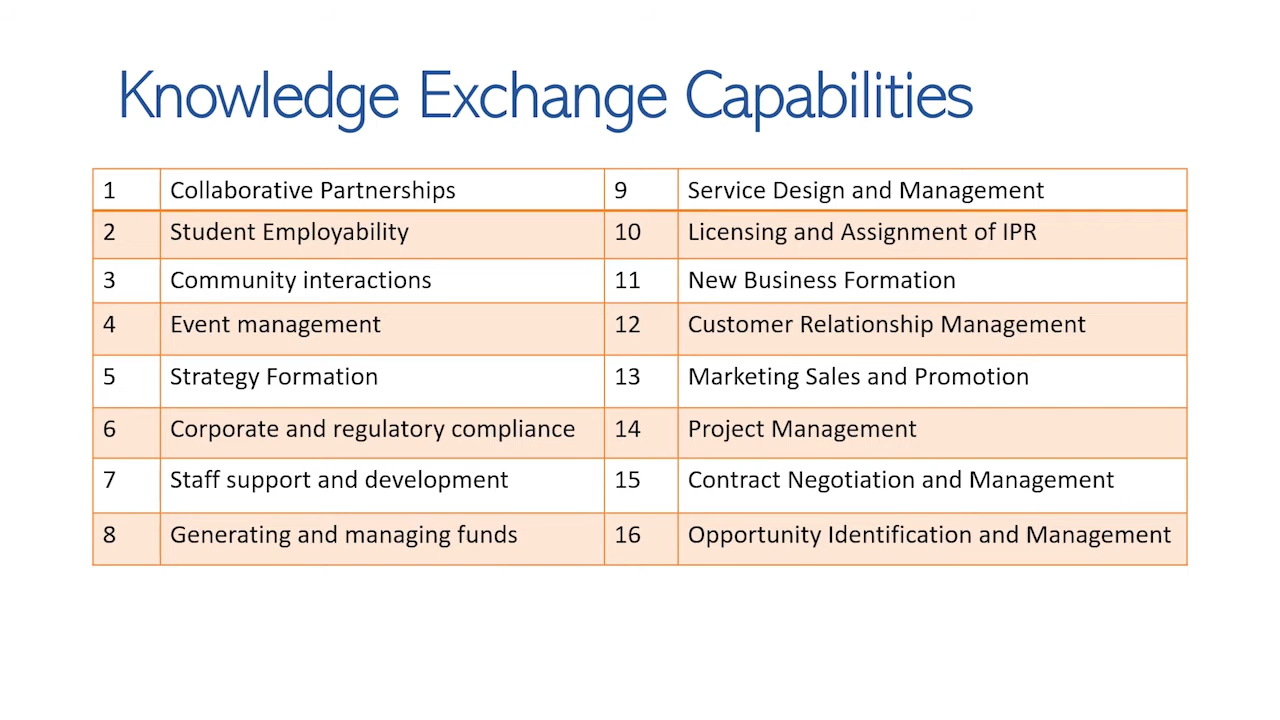 Knowledge Exchange Capabilities
1 Collaborative Partnerships 9 Service Design and Management
2 Student Employability 10 Licensing and Assignment of IPR
3 Community interactions 11 New Business Formation
4 Event management 12 Customer Relationship Management
5 Strategy Formation 13 Marketing Sales and Promotion
6 Corporate and regulatory compliance 14 Project Management
7 Staff support and development 15 Contract Negotiation and Management
8 Generating and managing funds 16 Opportunity Identification and Management